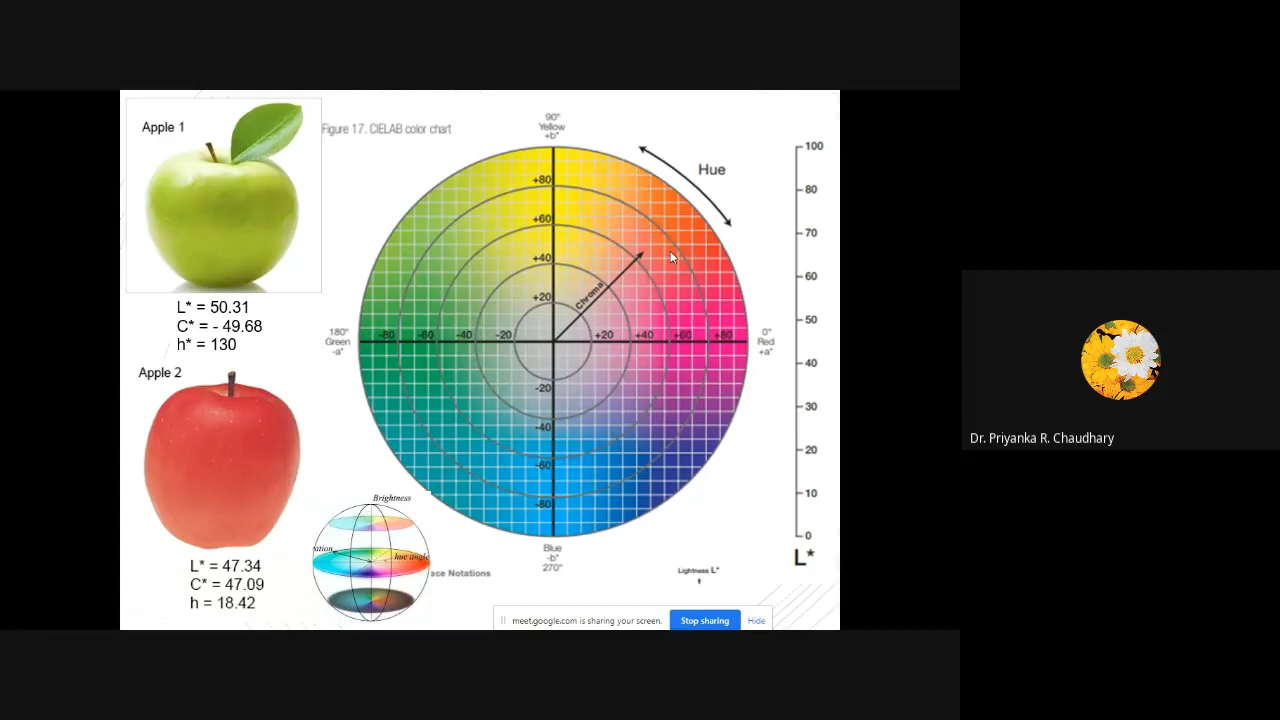 Apple 1
Figure 17. CIELAB color chart
90°
Yellow
+b*
Hue
+80
+60
+40
+20
Chroma
180°
Green
-a*
-80 -60 -40 -20 +20 +40 +60 +80
0°
Red
+a*
-20
-40
-60
-80
Blue
-b*
270°
100
80
70
60
50
40
30
20
10
0
L*
L* = 50.31
C* = - 49.68
h* = 130
Apple 2
L* = 47.34
C* = 47.09
h = 18.42
Brightness
hue angle
ace Notations
Lightness L*
meet.google.com is sharing your screen.
Stop sharing
Hide
Dr. Priyanka R. Chaudhary